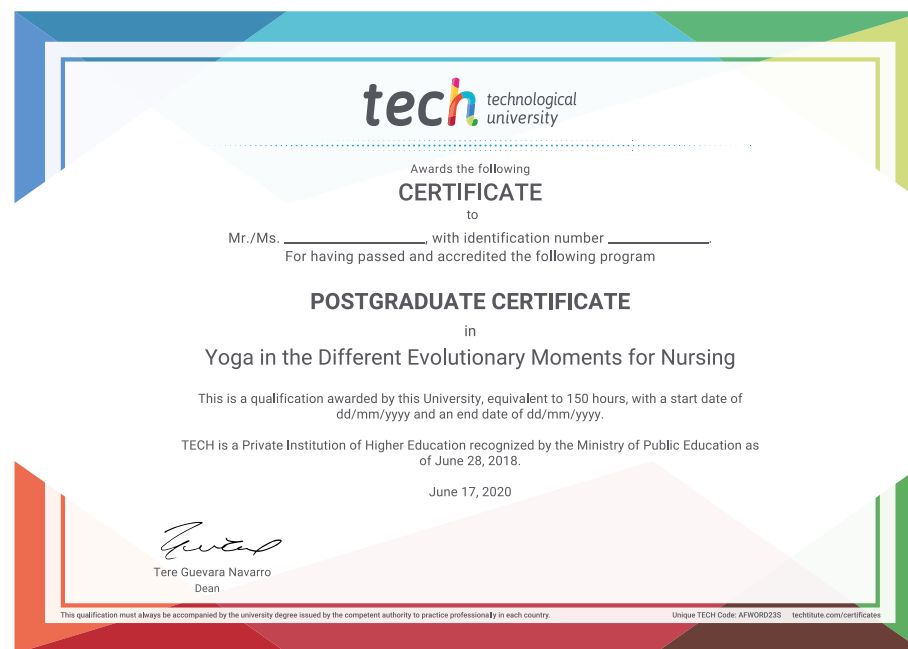 tech technological
university
Awards the following
CERTIFICATE
to
Mr./Ms. ____________________, with identification number ______________.
For having passed and accredited the following program
POSTGRADUATE CERTIFICATE
in
Yoga in the Different Evolutionary Moments for Nursing
This is a qualification awarded by this University, equivalent to 150 hours, with a start date of
dd/mm/yyyy and an end date of dd/mm/yyyy.
TECH is a Private Institution of Higher Education recognized by the Ministry of Public Education as
of June 28, 2018.
June 17, 2020
Tere Guevara Navarro
Dean
This qualification must always be accompanied by the university degree issued by the competent authority to practice professionally in each country. Unique TECH Code: AFWORD23S techtitute.com/certificates